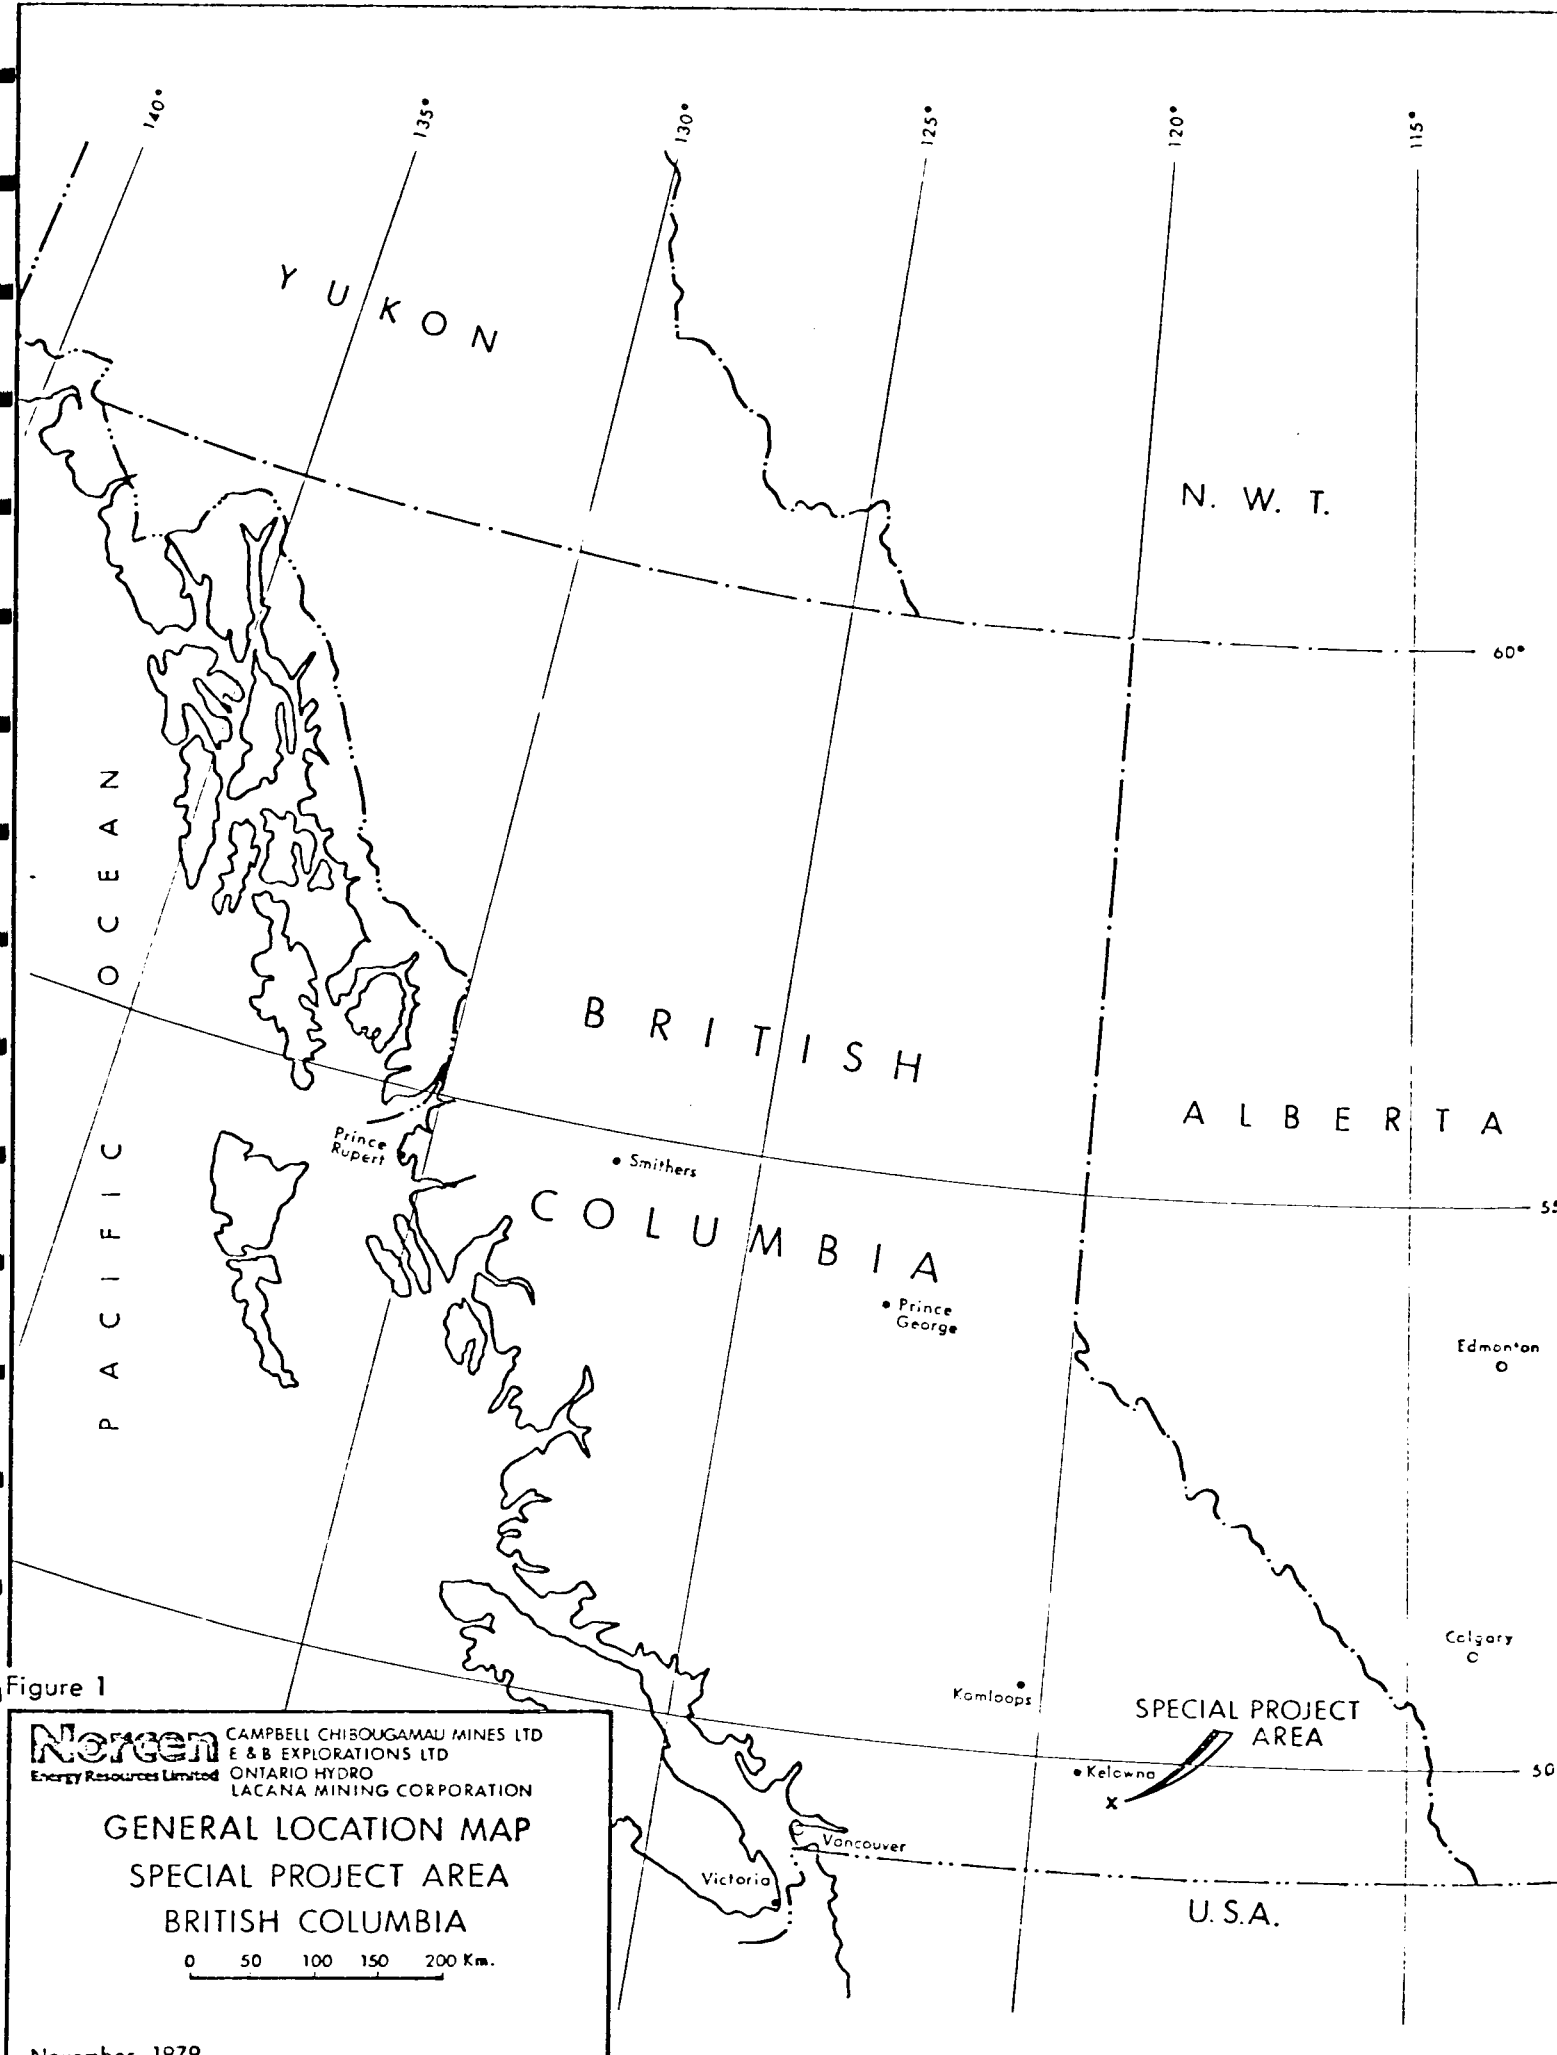 140°
135°
130°
125°
120°
115°
YUKON
N. W. T.
60°
PACIFIC OCEAN
BRITISH
COLUMBIA
ALBERTA
Prince
Rupert
Smithers
55
Prince
George
Edmonton
Calgary
Kamloops
SPECIAL PROJECT
AREA
50
Kelowna
x
Vancouver
Victoria
U.S.A.
Figure 1
Norcen
Energy Resources Limited
CAMPBELL CHIBOUGAMAU MINES LTD
E & B EXPLORATIONS LTD
ONTARIO HYDRO
LACANA MINING CORPORATION
GENERAL LOCATION MAP
SPECIAL PROJECT AREA
BRITISH COLUMBIA
0 50 100 150 200 Km.
November, 1979